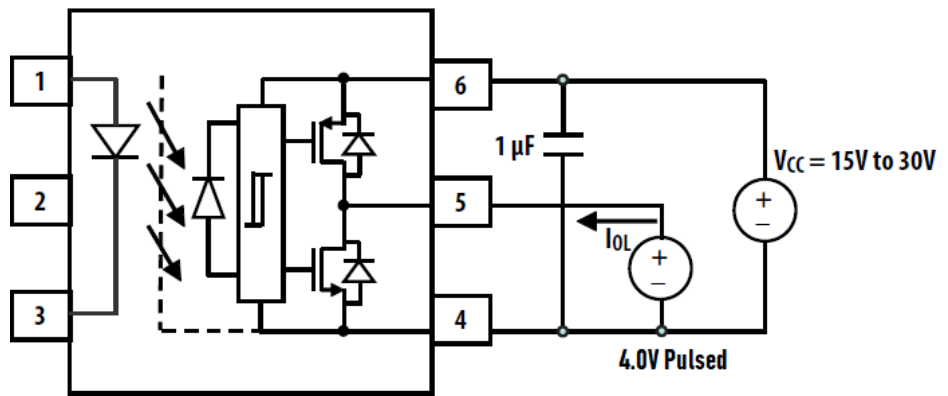 1
6
1 µF
VCC = 15V to 30V
2
5
IOL
+
−
+
−
3
4
4.0V Pulsed